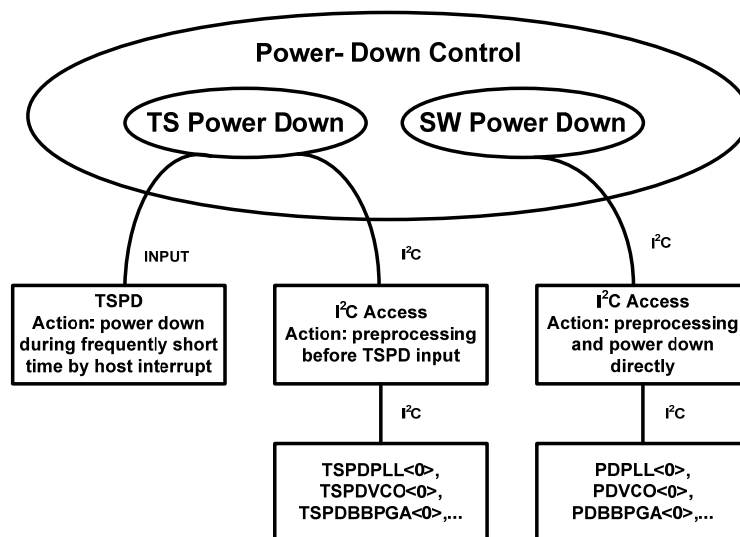 Power- Down Control
TS Power Down
SW Power Down
INPUT
I²C
I²C
TSPD
Action: power down
during frequently short
time by host interrupt
I²C Access
Action: preprocessing
before TSPD input
I²C Access
Action: preprocessing
and power down
directly
I²C
I²C
TSPDPLL<0>,
TSPDVCO<0>,
TSPDBBPGA<0>,...
PDPLL<0>,
PDVCO<0>,
PDBBPGA<0>,...